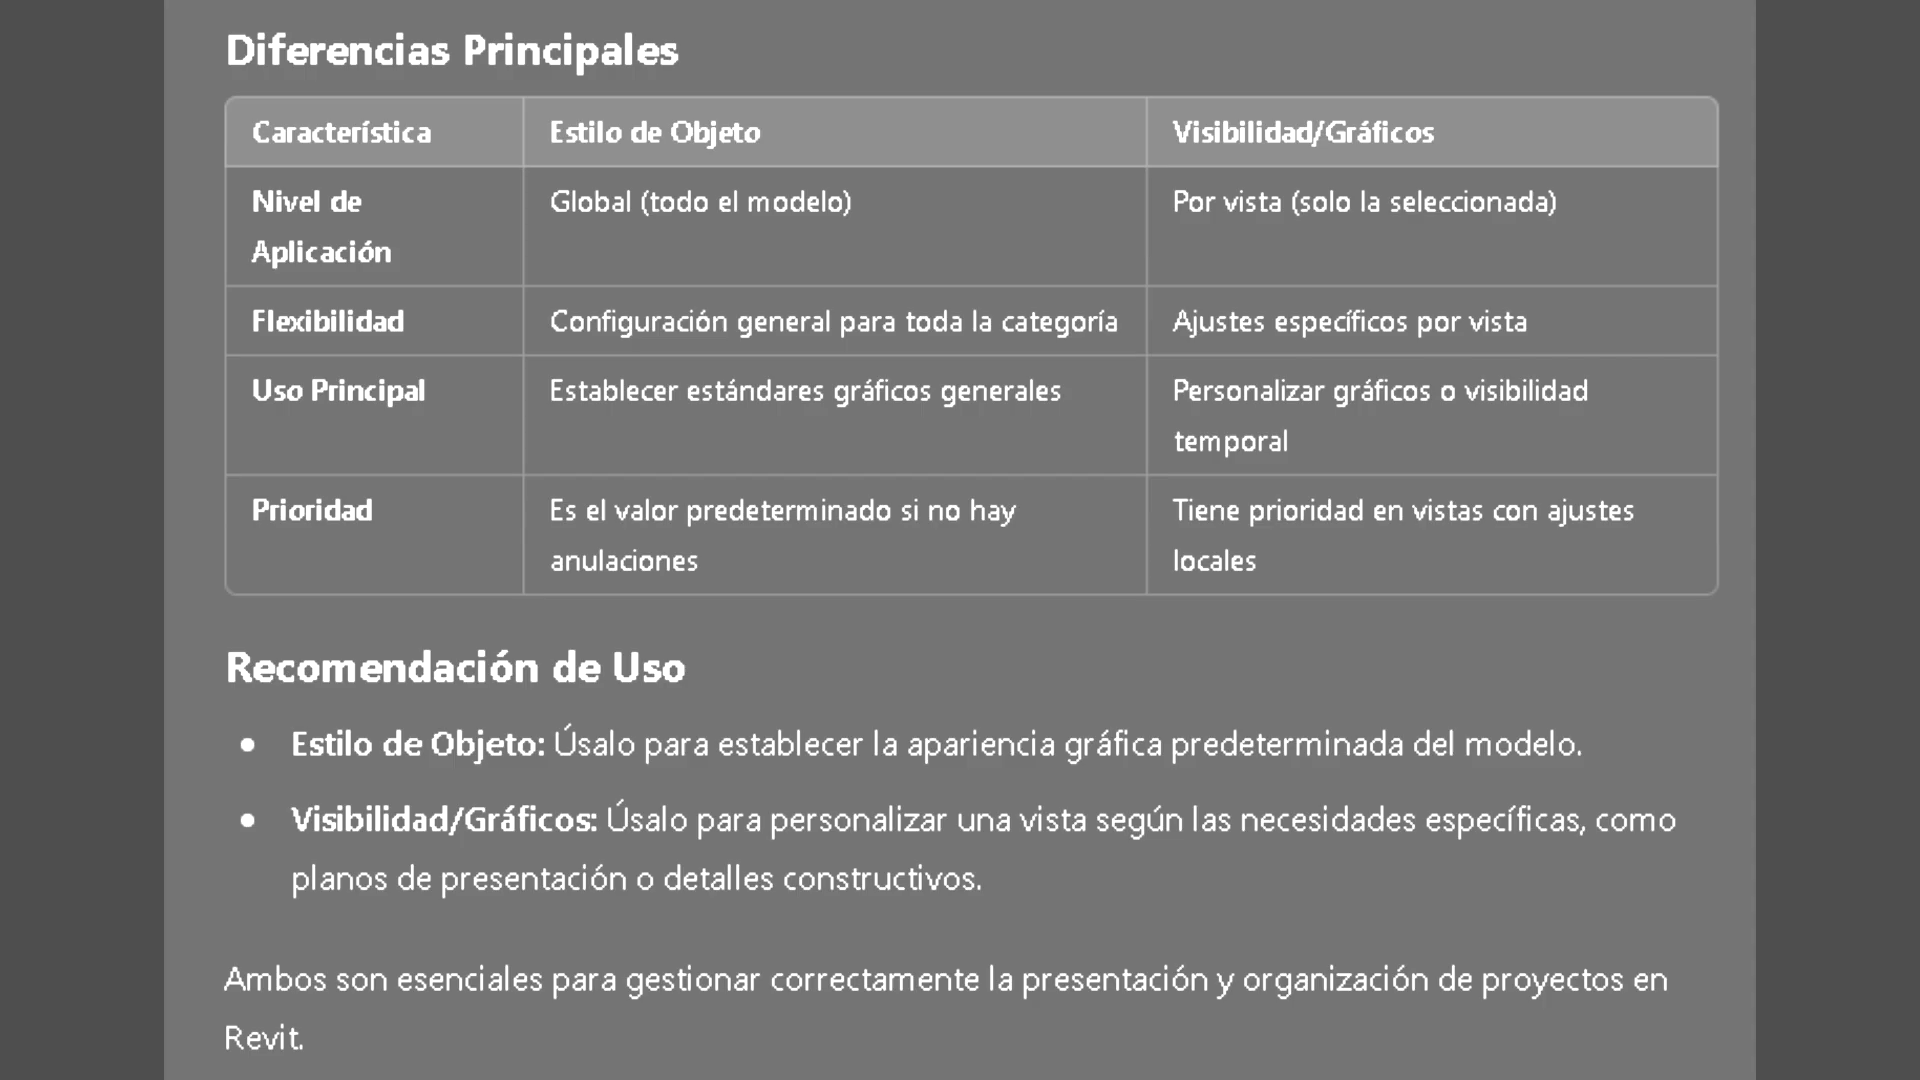 Diferencias Principales
Característica Estilo de Objeto Visibilidad/Gráficos
Nivel de Aplicación Global (todo el modelo) Por vista (solo la seleccionada)
Flexibilidad Configuración general para toda la categoría Ajustes específicos por vista
Uso Principal Establecer estándares gráficos generales Personalizar gráficos o visibilidad temporal
Prioridad Es el valor predeterminado si no hay anulaciones Tiene prioridad en vistas con ajustes locales
Recomendación de Uso
• Estilo de Objeto: Úsalo para establecer la apariencia gráfica predeterminada del modelo.
• Visibilidad/Gráficos: Úsalo para personalizar una vista según las necesidades específicas, como
planos de presentación o detalles constructivos.
Ambos son esenciales para gestionar correctamente la presentación y organización de proyectos en
Revit.